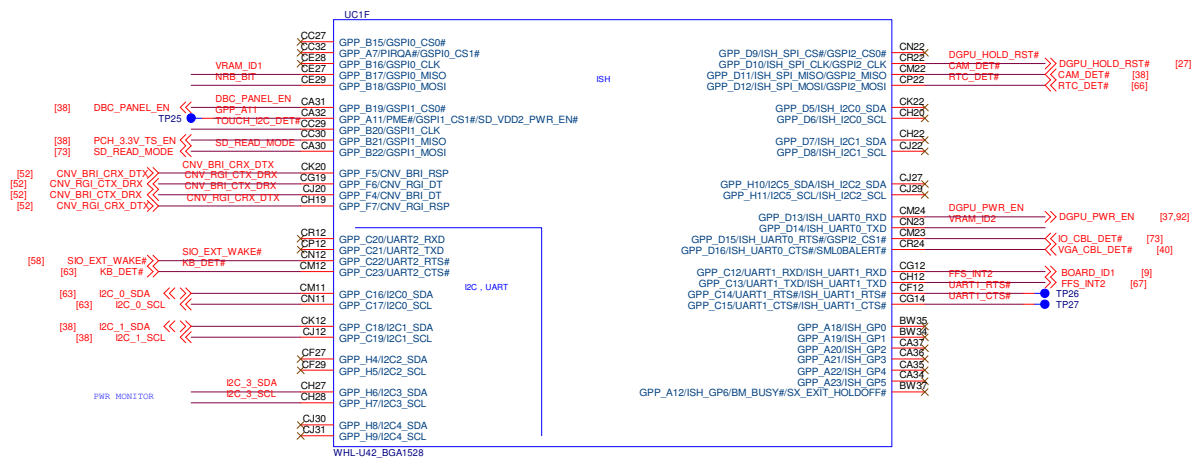 UC1F
CC27 GPP_B15/GSPI0_CS0#
CC32 GPP_A7/PIRQA#/GSPI0_CS1#
CE28 GPP_B16/GSPI0_CLK
VRAM_ID1 CE27 GPP_B17/GSPI0_MISO
NRB_BIT CE29 GPP_B18/GSPI0_MOSI
[38] DBC_PANEL_EN DBC_PANEL_EN CA31 GPP_B19/GSPI1_CS0#
TP25 GPP_A11 CA32 GPP_A11/PME#/GSPI1_CS1#/SD_VDD2_PWR_EN#
TOUCH_I2C_DET# CC29 GPP_B20/GSPI1_CLK
[38] PCH_3.3V_TS_EN CC30 GPP_B21/GSPI1_MISO
[73] SD_READ_MODE SD_READ_MODE CA30 GPP_B22/GSPI1_MOSI
[52] CNV_BRI_CRX_DTX CNV_BRI_CRX_DTX CK20 GPP_F5/CNV_BRI_RSP
[52] CNV_RGI_CTX_DRX CNV_RGI_CTX_DRX CG19 GPP_F6/CNV_RGI_DT
[52] CNV_BRI_CTX_DRX CNV_BRI_CTX_DRX CJ20 GPP_F4/CNV_BRI_DT
[52] CNV_RGI_CRX_DTX CNV_RGI_CRX_DTX CH19 GPP_F7/CNV_RGI_RSP
CR12 GPP_C20/UART2_RXD
CP12 GPP_C21/UART2_TXD
[58] SIO_EXT_WAKE# SIO_EXT_WAKE# CN12 GPP_C22/UART2_RTS#
[63] KB_DET# KB_DET# CM12 GPP_C23/UART2_CTS#
[63] I2C_0_SDA CM11 GPP_C16/I2C0_SDA
[63] I2C_0_SCL CN11 GPP_C17/I2C0_SCL
[38] I2C_1_SDA CK12 GPP_C18/I2C1_SDA
[38] I2C_1_SCL CJ12 GPP_C19/I2C1_SCL
CF27 GPP_H4/I2C2_SDA
CF29 GPP_H5/I2C2_SCL
I2C_3_SDA CH27 GPP_H6/I2C3_SDA
PWR MONITOR I2C_3_SCL CH28 GPP_H7/I2C3_SCL
CJ30 GPP_H8/I2C4_SDA
CJ31 GPP_H9/I2C4_SCL
ISH
I2C , UART
GPP_D9/ISH_SPI_CS#/GSPI2_CS0# CN22
GPP_D10/ISH_SPI_CLK/GSPI2_CLK CR22 DGPU_HOLD_RST# DGPU_HOLD_RST# [27]
GPP_D11/ISH_SPI_MISO/GSPI2_MISO CM22 CAM_DET# CAM_DET# [38]
GPP_D12/ISH_SPI_MOSI/GSPI2_MOSI CP22 RTC_DET# RTC_DET# [66]
GPP_D5/ISH_I2C0_SDA CK22
GPP_D6/ISH_I2C0_SCL CH20
GPP_D7/ISH_I2C1_SDA CH22
GPP_D8/ISH_I2C1_SCL CJ22
GPP_H10/I2C5_SDA/ISH_I2C2_SDA CJ27
GPP_H11/I2C5_SCL/ISH_I2C2_SCL CJ29
GPP_D13/ISH_UART0_RXD CM24 DGPU_PWR_EN DGPU_PWR_EN [37,92]
GPP_D14/ISH_UART0_TXD CN23 VRAM_ID2
GPP_D15/ISH_UART0_RTS#/GSPI2_CS1# CM23 IO_CBL_DET# [73]
GPP_D16/ISH_UART0_CTS#/SML0BALERT# CR24 VGA_CBL_DET# [40]
GPP_C12/UART1_RXD/ISH_UART1_RXD CG12 BOARD_ID1 [9]
GPP_C13/UART1_TXD/ISH_UART1_TXD CH12 FFS_INT2 FFS_INT2 [67]
GPP_C14/UART1_RTS#/ISH_UART1_RTS# CF12 UART1_RTS# TP26
GPP_C15/UART1_CTS#/ISH_UART1_CTS# CG14 UART1_CTS# TP27
GPP_A18/ISH_GP0 BW35
GPP_A19/ISH_GP1 BW34
GPP_A20/ISH_GP2 CA37
GPP_A21/ISH_GP3 CA36
GPP_A22/ISH_GP4 CA35
GPP_A23/ISH_GP5 CA34
GPP_A12/ISH_GP6/BM_BUSY#/SX_EXIT_HOLDOFF# BW37
WHL-U42_BGA1528